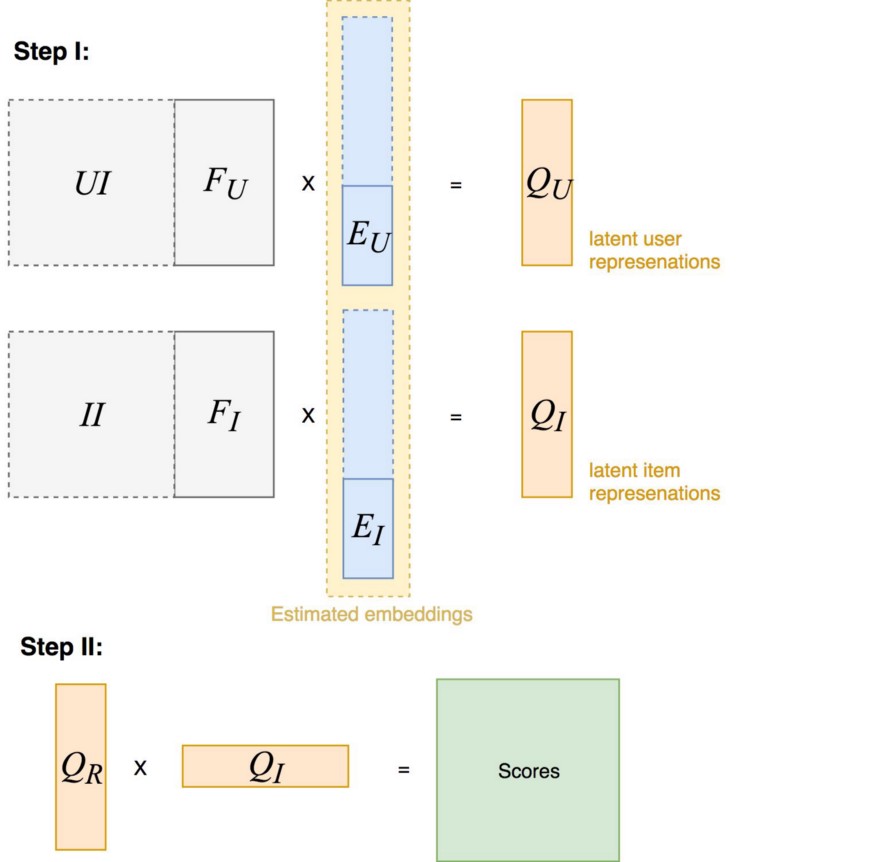 Step I:
UI F_U x E_U = Q_U
latent user
represenations
II F_I x E_I = Q_I
latent item
represenations
Estimated embeddings
Step II:
Q_R x Q_I = Scores